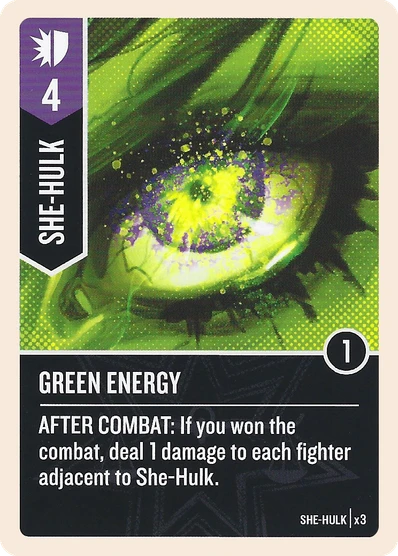 4
SHE-HULK
1
GREEN ENERGY
AFTER COMBAT: If you won the
combat, deal 1 damage to each fighter
adjacent to She-Hulk.
SHE-HULK | x3